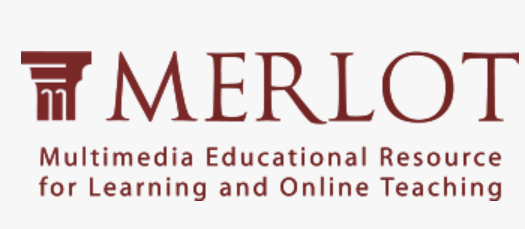 MERLOT
Multimedia Educational Resource
for Learning and Online Teaching